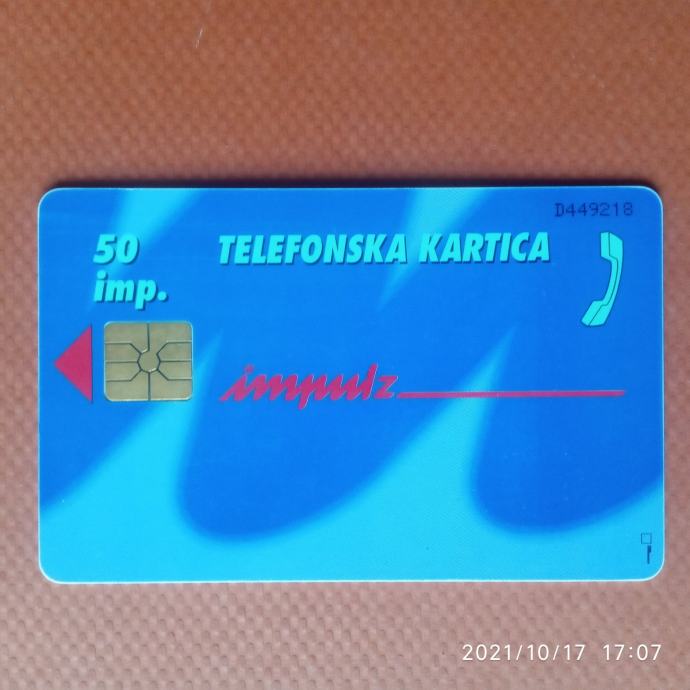 D449218
50 imp.
TELEFONSKA KARTICA
impulz
2021/10/17 17:07